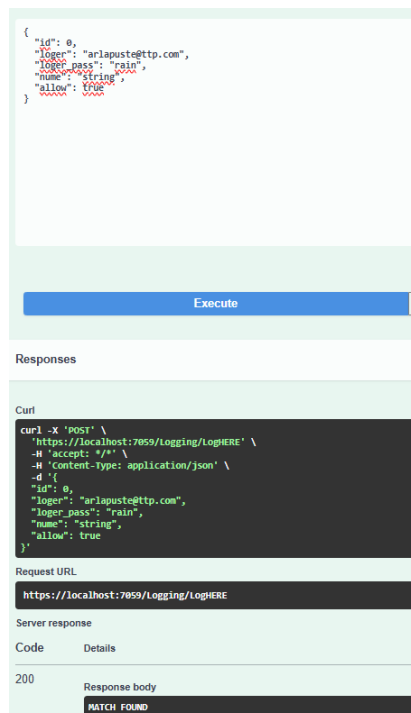 {
"id": 0,
"loger": "arlapuste@ttp.com",
"loger_pass": "rain",
"nume": "string",
"allow": true
}
Execute
Responses
Curl
curl -X 'POST' \
'https://localhost:7059/Logging/LogHERE' \
-H 'accept: */*' \
-H 'Content-Type: application/json' \
-d '{
"id": 0,
"loger": "arlapuste@ttp.com",
"loger_pass": "rain",
"nume": "string",
"allow": true
}'
Request URL
https://localhost:7059/Logging/LogHERE
Server response
Code Details
200
Response body
MATCH FOUND